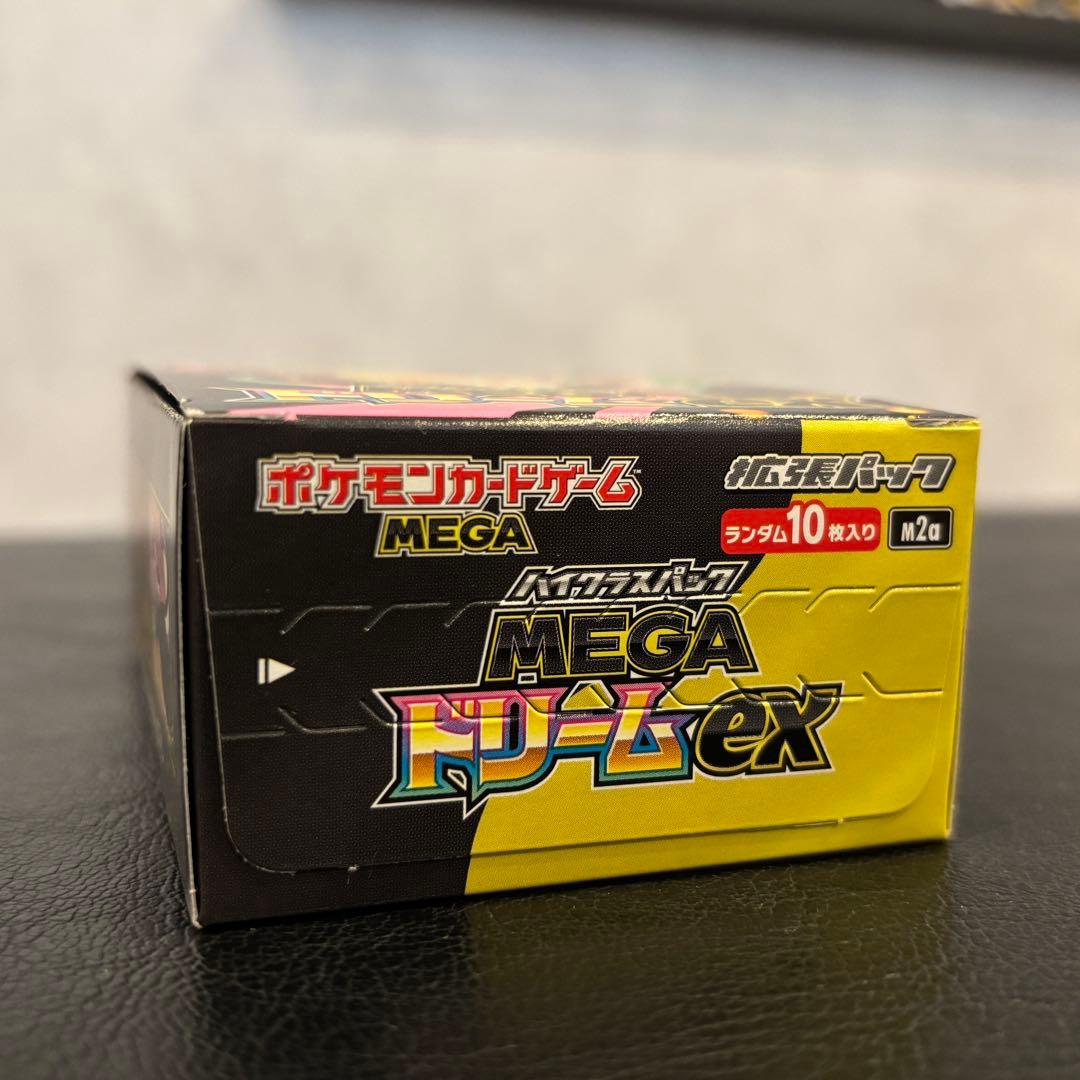 ポケモンカードゲーム™
MEGA
拡張パック
ランダム10枚入り
M2a
ハイクラスパック
MEGA
ドリームex